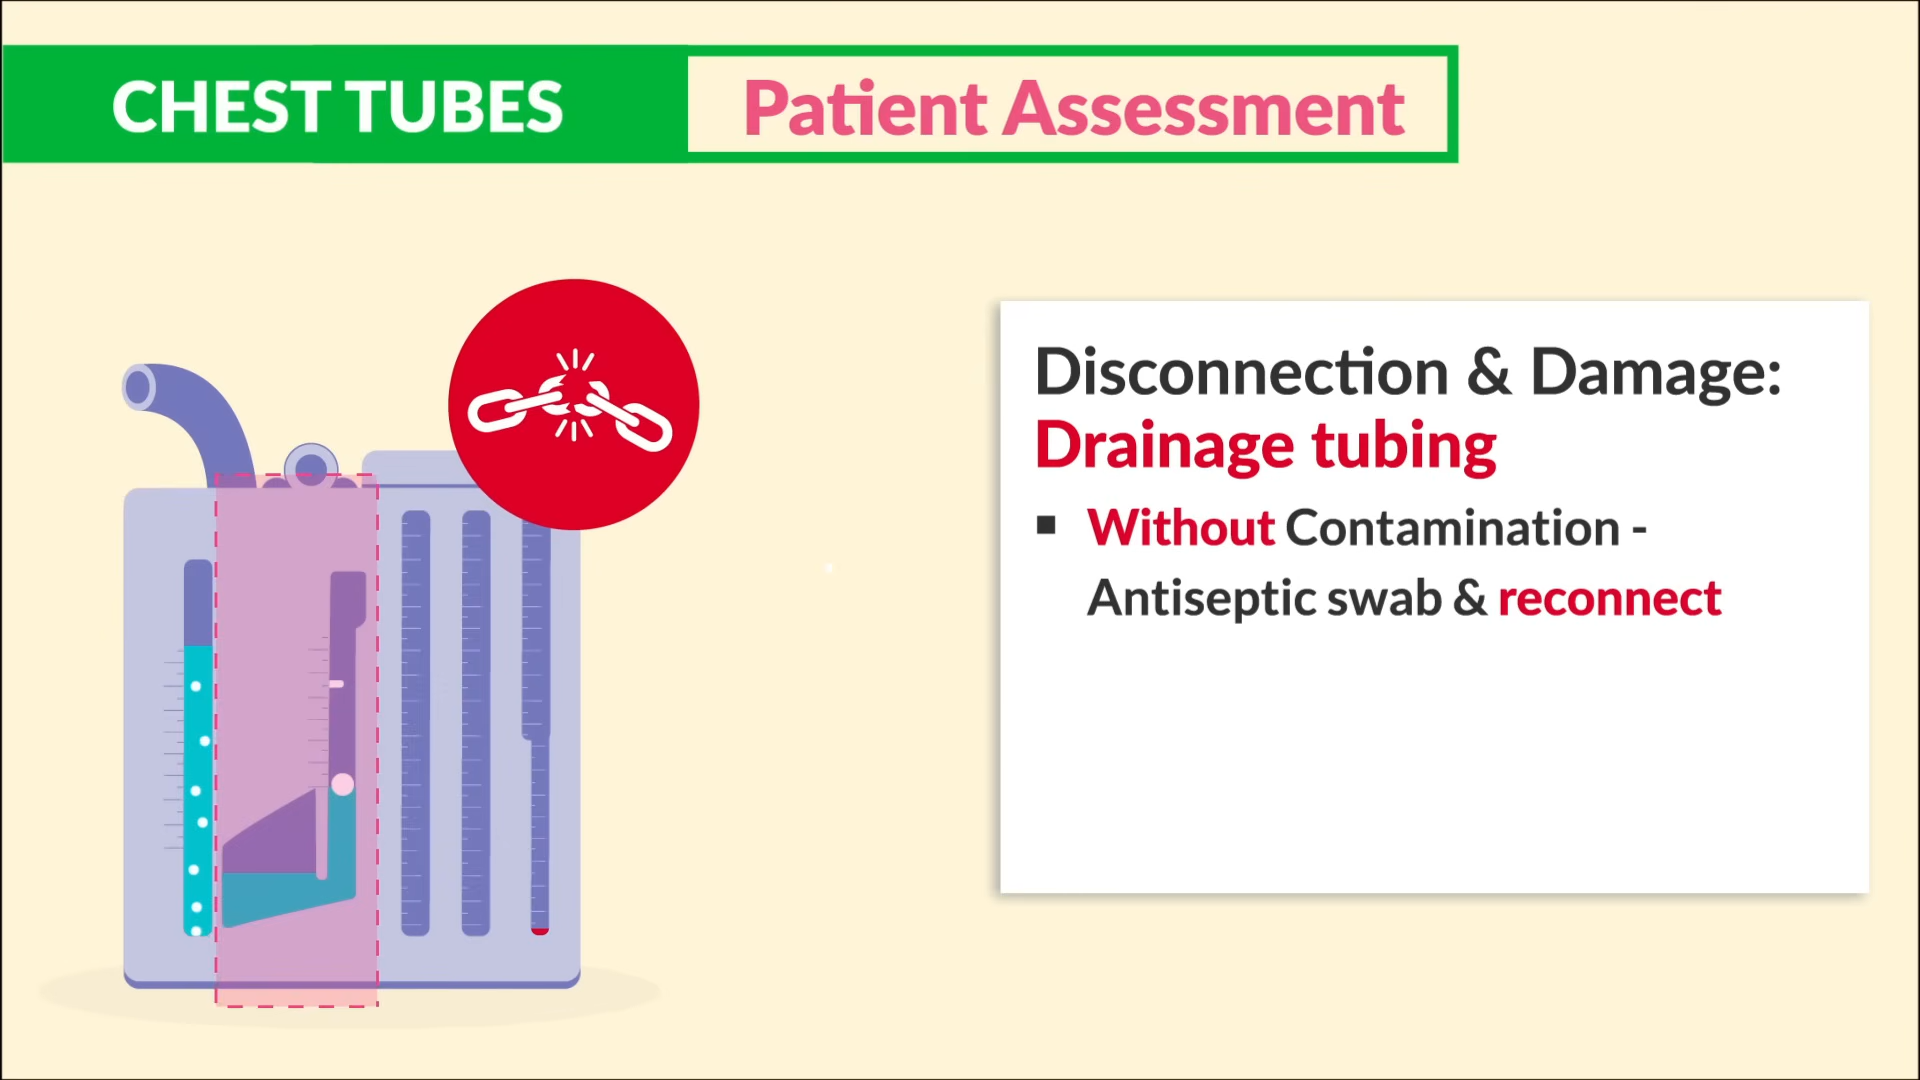 CHEST TUBES
Patient Assessment
Disconnection & Damage:
Drainage tubing
▪ Without Contamination -
Antiseptic swab & reconnect